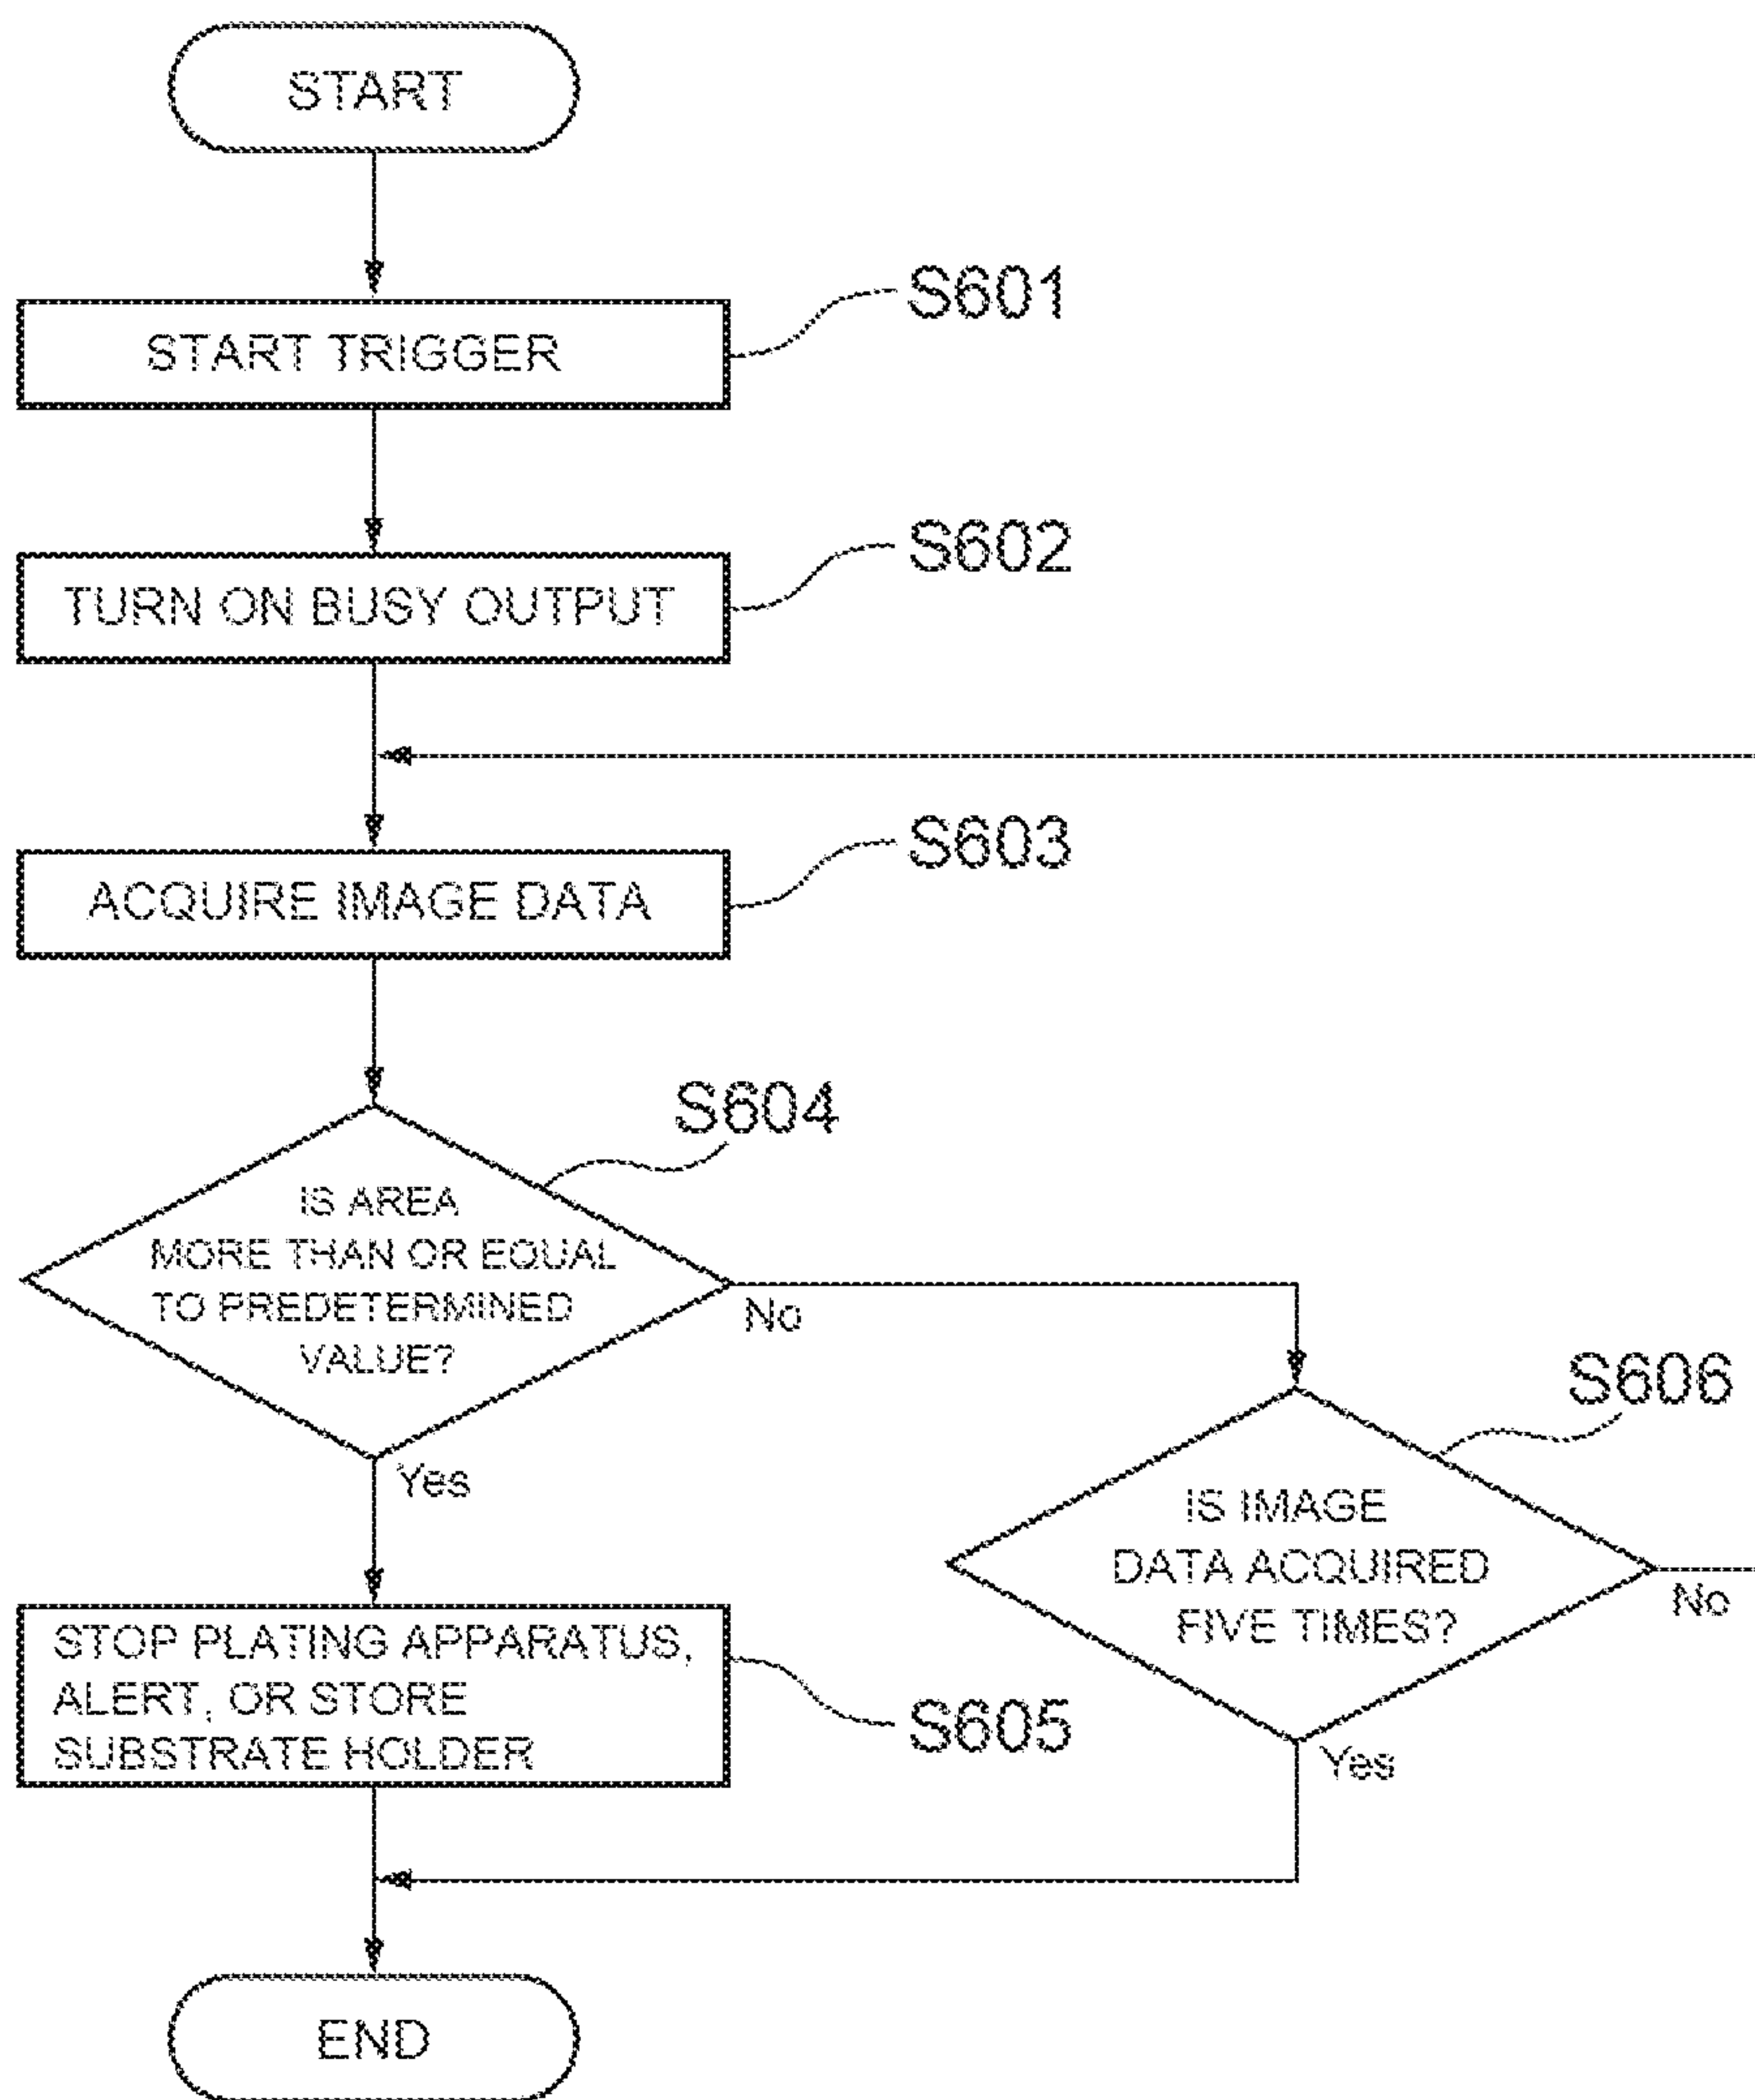 START
START TRIGGER
S601
TURN ON BUSY OUTPUT
S602
ACQUIRE IMAGE DATA
S603
S604
IS AREA
MORE THAN OR EQUAL
TO PREDETERMINED
VALUE?
No
Yes
S606
IS IMAGE
DATA ACQUIRED
FIVE TIMES?
No
Yes
STOP PLATING APPARATUS,
ALERT, OR STORE
SUBSTRATE HOLDER
S605
END